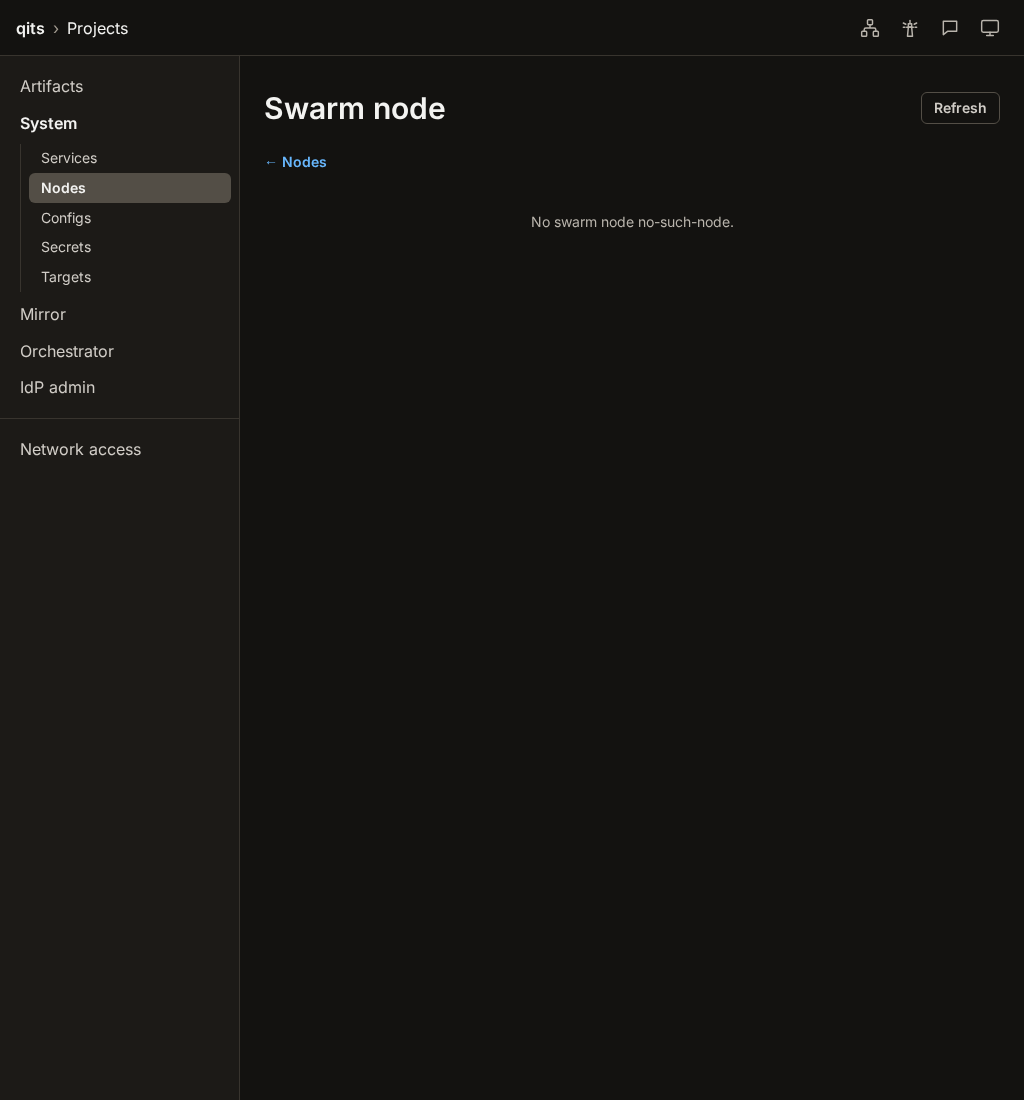 qits › Projects
Artifacts
System
Services
Nodes
Configs
Secrets
Targets
Mirror
Orchestrator
IdP admin
Network access
Swarm node
Refresh
← Nodes
No swarm node no-such-node.